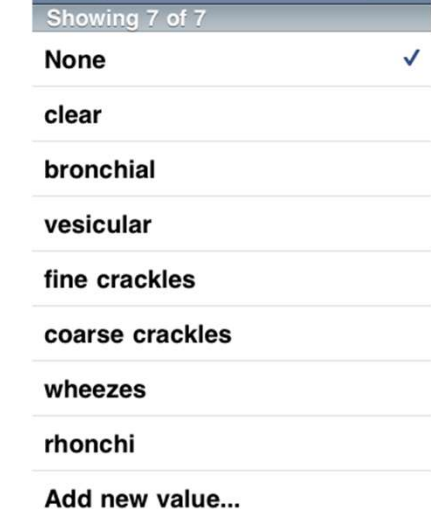 Showing 7 of 7
None
clear
bronchial
vesicular
fine crackles
coarse crackles
wheezes
rhonchi
Add new value...